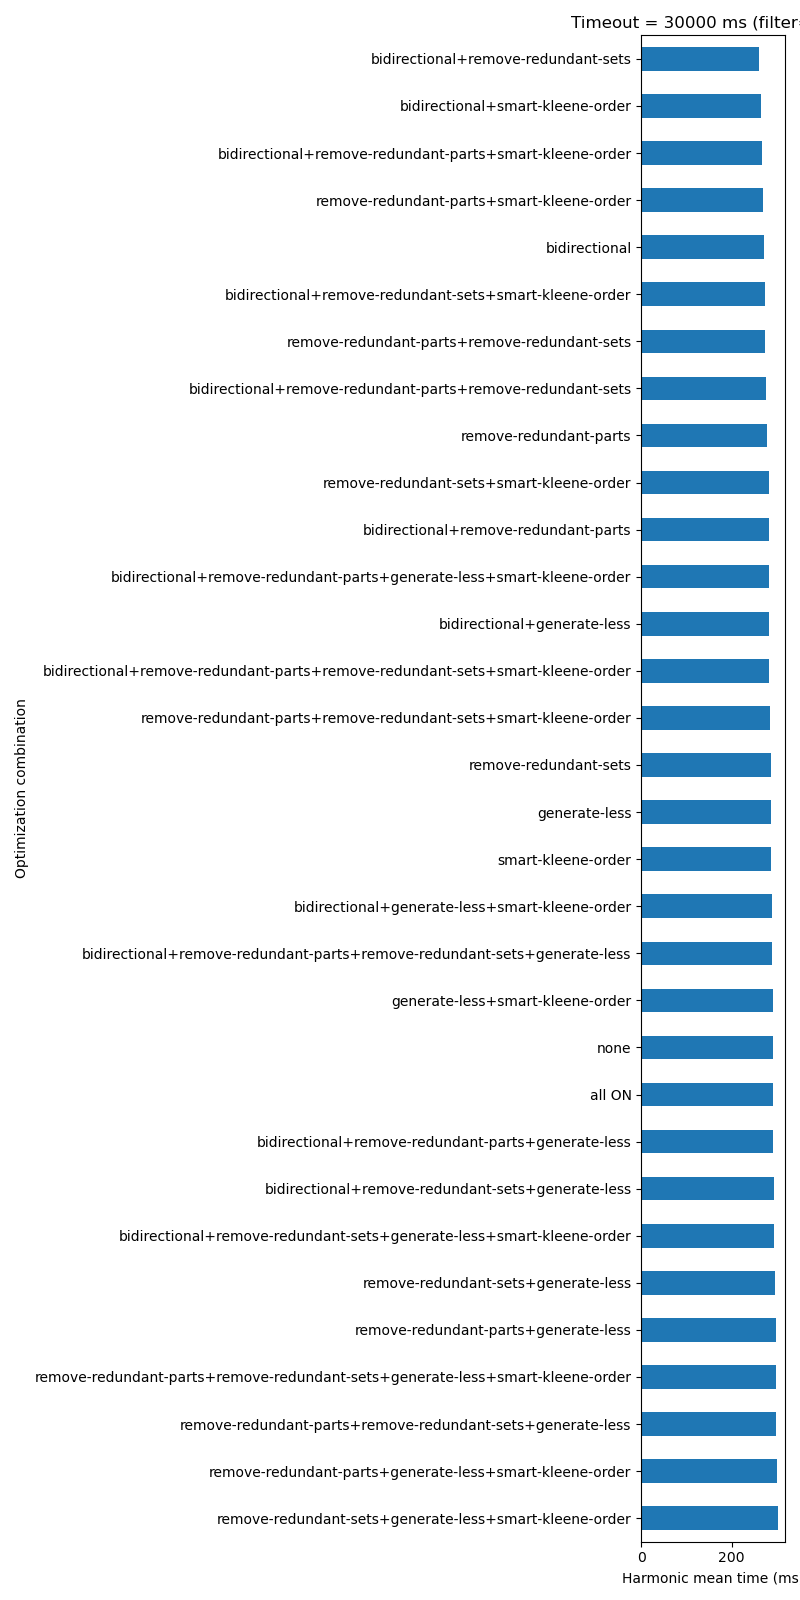 Timeout = 30000 ms (filter
bidirectional+remove-redundant-sets
bidirectional+smart-kleene-order
bidirectional+remove-redundant-parts+smart-kleene-order
remove-redundant-parts+smart-kleene-order
bidirectional
bidirectional+remove-redundant-sets+smart-kleene-order
remove-redundant-parts+remove-redundant-sets
bidirectional+remove-redundant-parts+remove-redundant-sets
remove-redundant-parts
remove-redundant-sets+smart-kleene-order
bidirectional+remove-redundant-parts
bidirectional+remove-redundant-parts+generate-less+smart-kleene-order
bidirectional+generate-less
bidirectional+remove-redundant-parts+remove-redundant-sets+smart-kleene-order
remove-redundant-parts+remove-redundant-sets+smart-kleene-order
remove-redundant-sets
generate-less
smart-kleene-order
bidirectional+generate-less+smart-kleene-order
bidirectional+remove-redundant-parts+remove-redundant-sets+generate-less
generate-less+smart-kleene-order
none
all ON
bidirectional+remove-redundant-parts+generate-less
bidirectional+remove-redundant-sets+generate-less
bidirectional+remove-redundant-sets+generate-less+smart-kleene-order
remove-redundant-sets+generate-less
remove-redundant-parts+generate-less
remove-redundant-parts+remove-redundant-sets+generate-less+smart-kleene-order
remove-redundant-parts+remove-redundant-sets+generate-less
remove-redundant-parts+generate-less+smart-kleene-order
remove-redundant-sets+generate-less+smart-kleene-order
Optimization combination
0 200
Harmonic mean time (ms